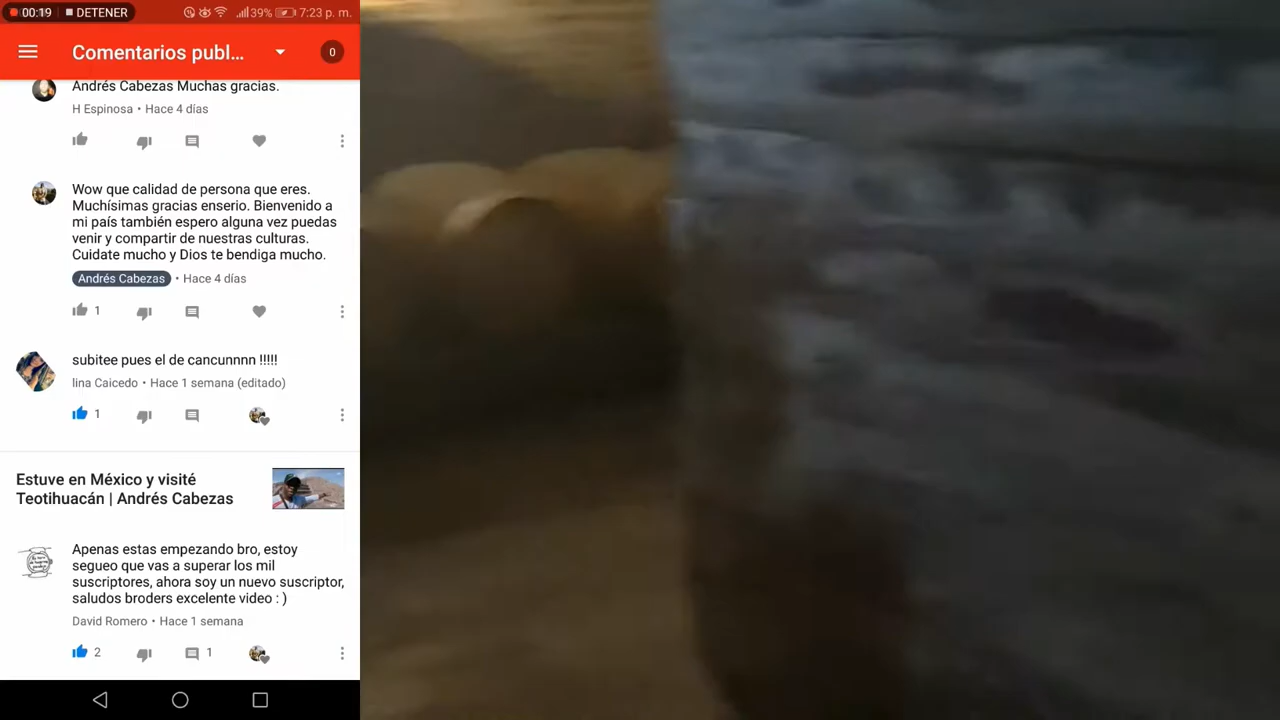 00:19 DETENER 39% 7:23 p. m.
Comentarios publ... 0
Andrés Cabezas Muchas gracias.
H Espinosa • Hace 4 días
Wow que calidad de persona que eres.
Muchísimas gracias enserio. Bienvenido a
mi país también espero alguna vez puedas
venir y compartir de nuestras culturas.
Cuidate mucho y Dios te bendiga mucho.
Andrés Cabezas • Hace 4 días
1
subitee pues el de cancunnnn !!!!!
lina Caicedo • Hace 1 semana (editado)
1
Estuve en México y visité
Teotihuacán | Andrés Cabezas
Apenas estas empezando bro, estoy
segueo que vas a superar los mil
suscriptores, ahora soy un nuevo suscriptor,
saludos broders excelente video : )
David Romero • Hace 1 semana
2 1